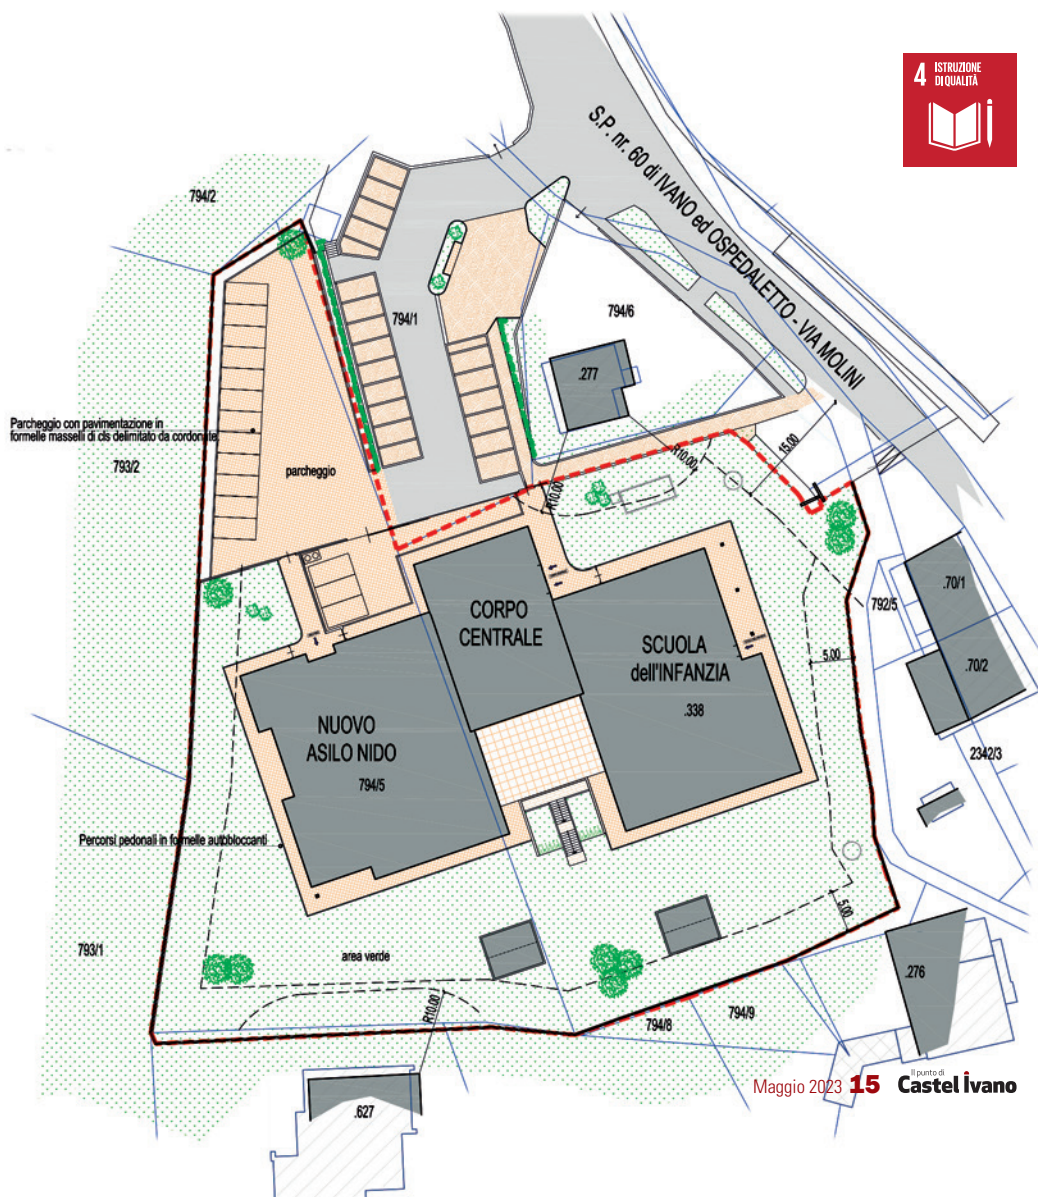 4 ISTRUZIONE
DI QUALITÀ
S.P. nr. 60 di IVANO ed OSPEDALETTO - VIA MOLINI
794/2
794/1
794/6
.277
Parcheggio con pavimentazione in
formelle masselli di cls delimitato da cordonate
793/2
parcheggio
15.00
R10.00
R10.00
CORPO
CENTRALE
SCUOLA
dell'INFANZIA
.338
792/5
.70/1
.70/2
5.00
2342/3
NUOVO
ASILO NIDO
794/5
Percorsi pedonali in formelle autobloccanti
793/1
area verde
5.00
.276
R10.00
794/8
794/9
.627
Maggio 2023 15 Il punto di
Castel Ivano